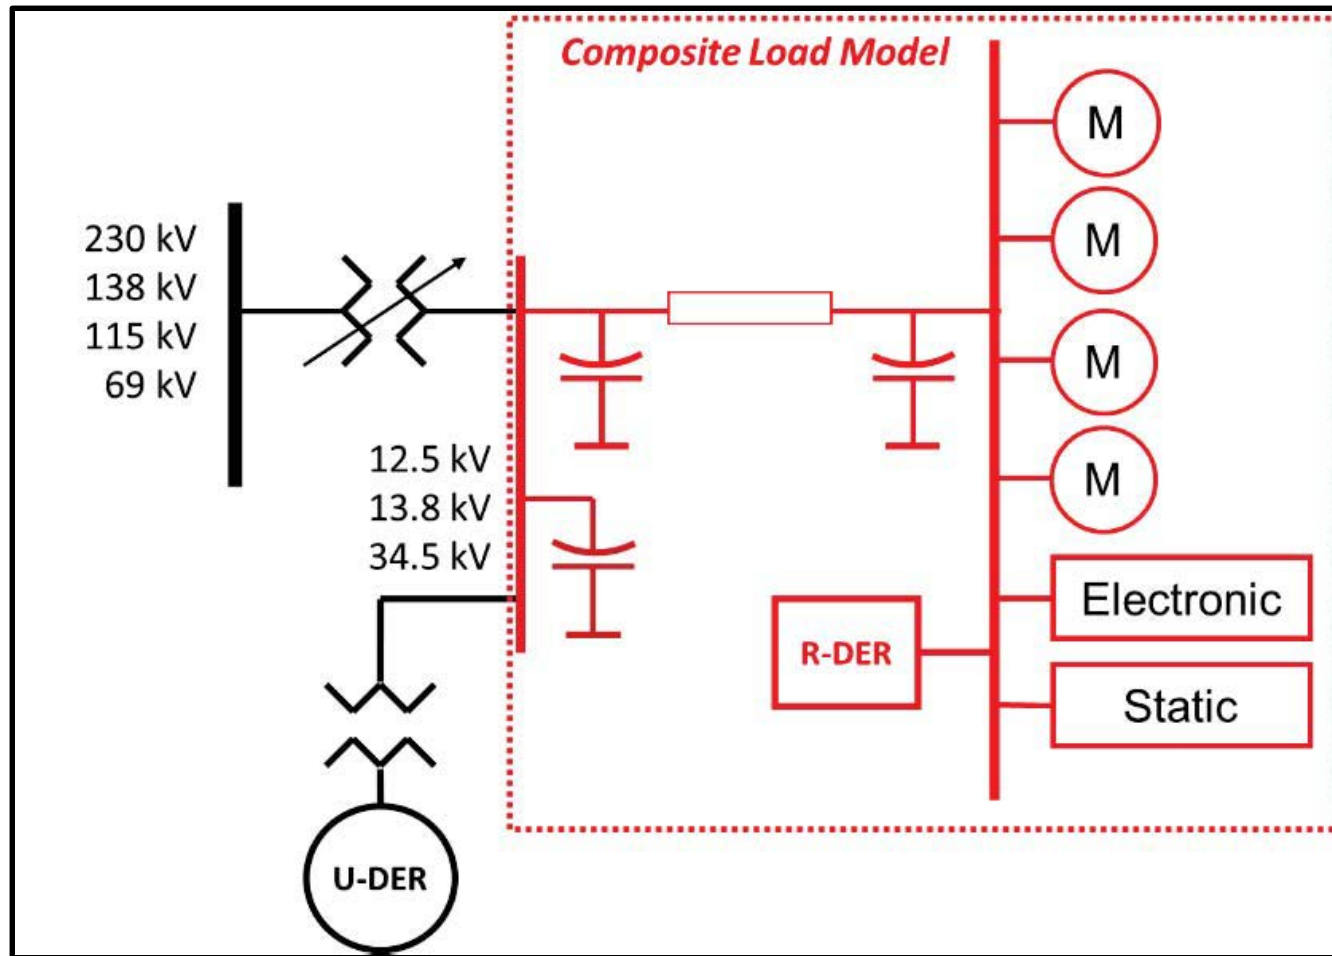 Composite Load Model
230 kV
138 kV
115 kV
69 kV
12.5 kV
13.8 kV
34.5 kV
M
M
M
M
Electronic
R-DER
Static
U-DER